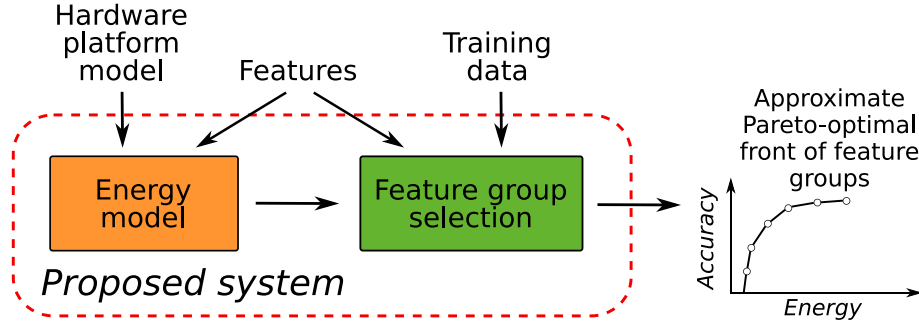 Hardware
platform
model
Features
Training
data
Energy
model
Feature group
selection
Proposed system
Approximate
Pareto-optimal
front of feature
groups
Accuracy
Energy